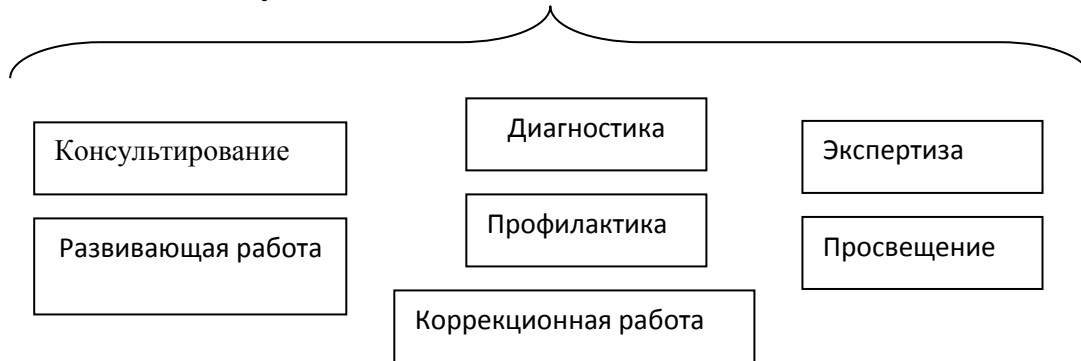 Диагностика
Консультирование
Экспертиза
Профилактика
Развивающая работа
Просвещение
Коррекционная работа